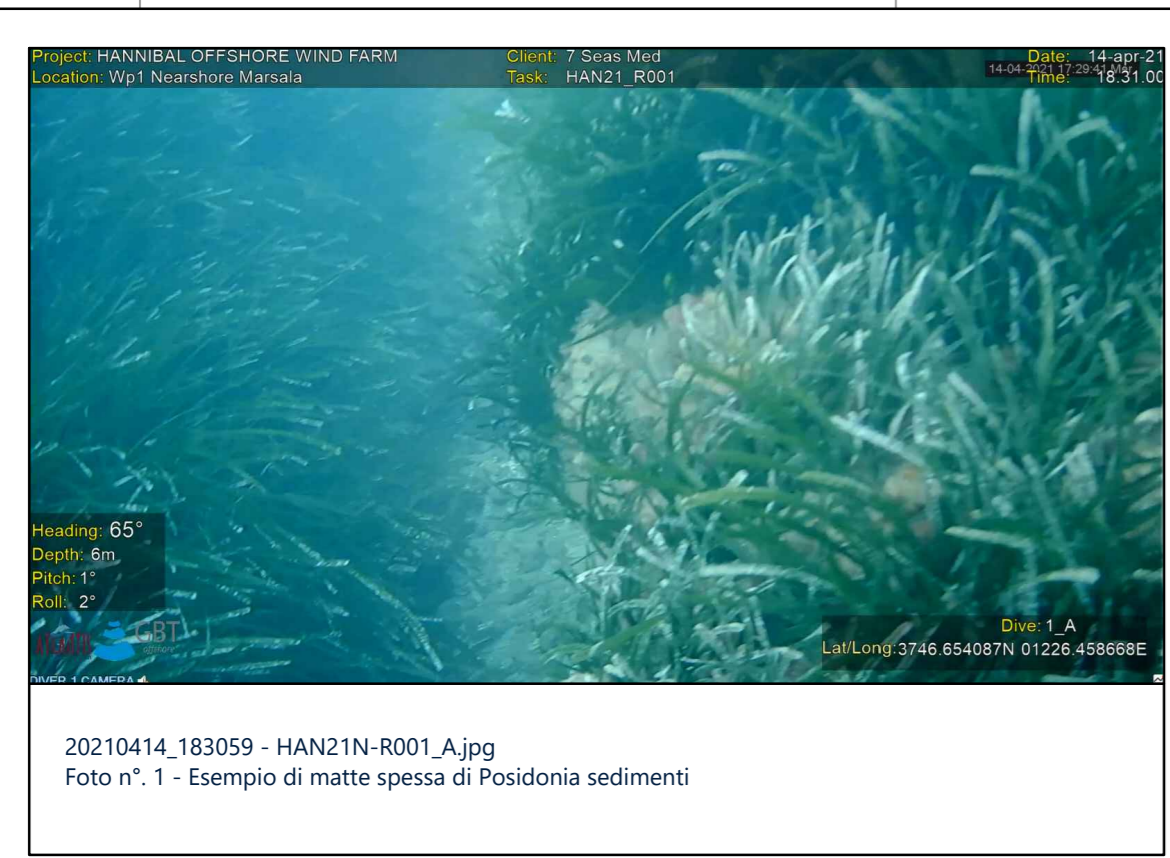 Project: HANNIBAL OFFSHORE WIND FARM Client: 7 Seas Med Date: 14-apr-21
Location: Wp1 Nearshore Marsala Task: HAN21_R001 Time: 18.31.00
14-04-2021 17:29:41 Mer
Heading: 65°
Depth: 6m
Pitch: 1°
Roll: 2°
GBT
offshore
Dive: 1_A
Lat/Long:3746.654087N 01226.458668E
DIVER 1 CAMERA
20210414_183059 - HAN21N-R001_A.jpg
Foto n°. 1 - Esempio di matte spessa di Posidonia sedimenti